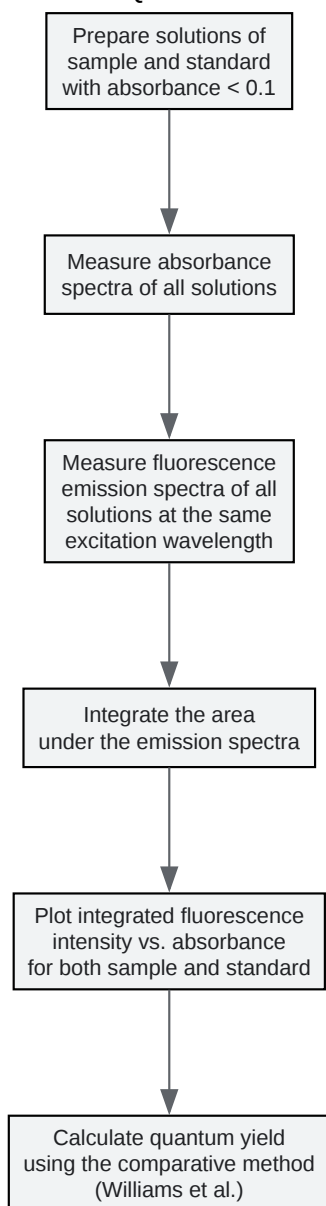 Prepare solutions of
sample and standard
with absorbance < 0.1
Measure absorbance
spectra of all solutions
Measure fluorescence
emission spectra of all
solutions at the same
excitation wavelength
Integrate the area
under the emission spectra
Plot integrated fluorescence
intensity vs. absorbance
for both sample and standard
Calculate quantum yield
using the comparative method
(Williams et al.)